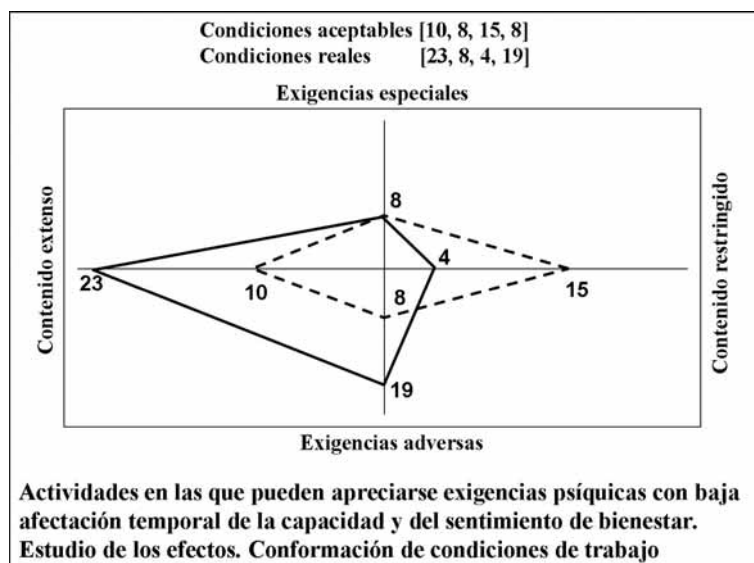 Condiciones aceptables [10, 8, 15, 8]
Condiciones reales [23, 8, 4, 19]
Exigencias especiales
Contenido extenso
Contenido restringido
8
4
23
10
8
15
19
Exigencias adversas
Actividades en las que pueden apreciarse exigencias psíquicas con baja
afectación temporal de la capacidad y del sentimiento de bienestar.
Estudio de los efectos. Conformación de condiciones de trabajo